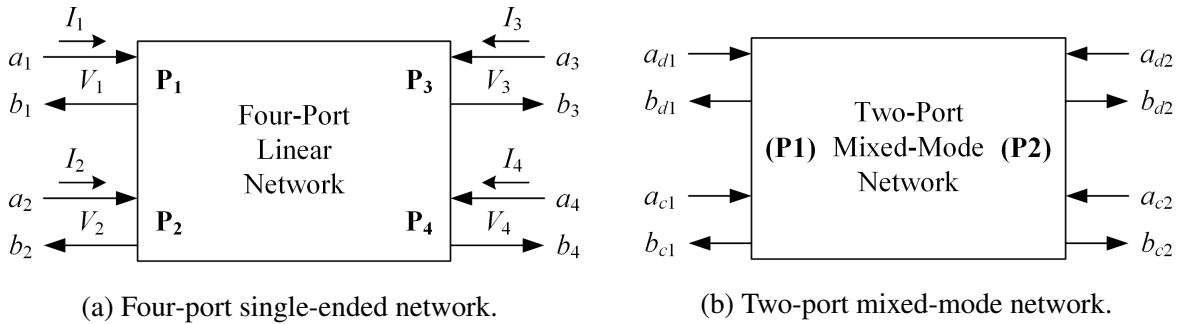 I1 I3
a1 a3
V1 P1 P3 V3
b1 b3
Four-Port
Linear
Network
I2 I4
a2 a4
V2 P2 P4 V4
b2 b4
(a) Four-port single-ended network.
ad1 ad2
bd1 bd2
Two-Port
(P1) Mixed-Mode (P2)
Network
ac1 ac2
bc1 bc2
(b) Two-port mixed-mode network.